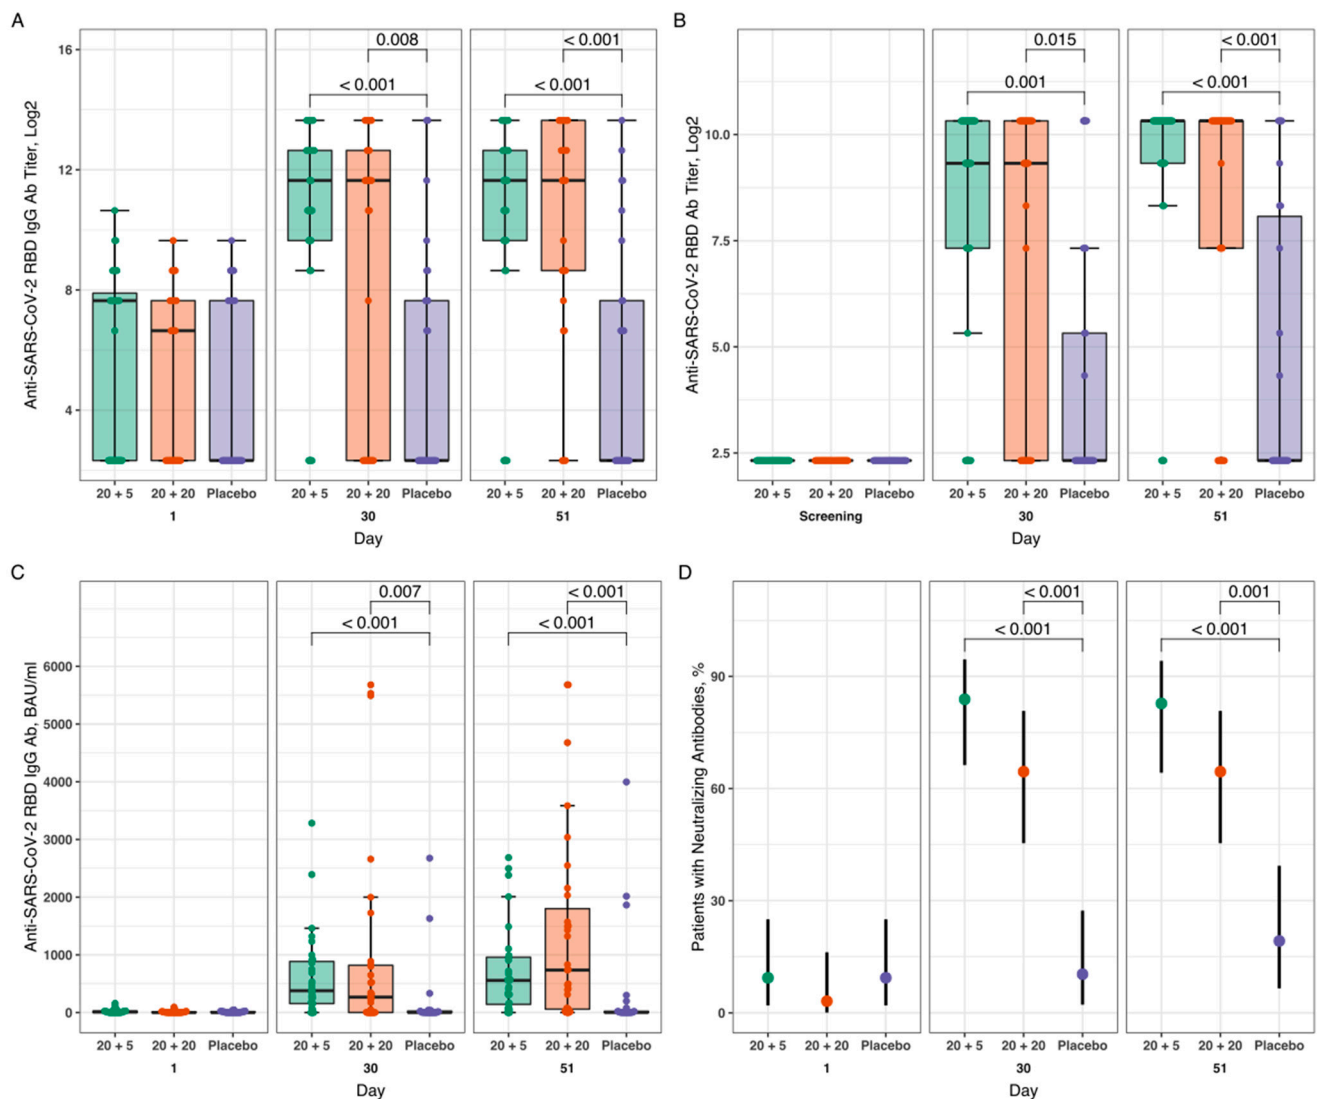 A
Anti-SARS-CoV-2 RBD IgG Ab Titer, Log2
16
12
8
4
0.008
< 0.001
< 0.001
< 0.001
20 + 5 20 + 20 Placebo
20 + 5 20 + 20 Placebo
20 + 5 20 + 20 Placebo
1 30 51
Day
B
Anti-SARS-CoV-2 RBD Ab Titer, Log2
10.0
7.5
5.0
2.5
0.015
0.001
< 0.001
< 0.001
20 + 5 20 + 20 Placebo
20 + 5 20 + 20 Placebo
20 + 5 20 + 20 Placebo
Screening 30 51
Day
C
Anti-SARS-CoV-2 RBD IgG Ab, BAU/ml
6000
5000
4000
3000
2000
1000
0
0.007
< 0.001
< 0.001
< 0.001
20 + 5 20 + 20 Placebo
20 + 5 20 + 20 Placebo
20 + 5 20 + 20 Placebo
1 30 51
Day
D
Patients with Neutralizing Antibodies, %
90
60
30
0
< 0.001
< 0.001
0.001
< 0.001
20 + 5 20 + 20 Placebo
20 + 5 20 + 20 Placebo
20 + 5 20 + 20 Placebo
1 30 51
Day